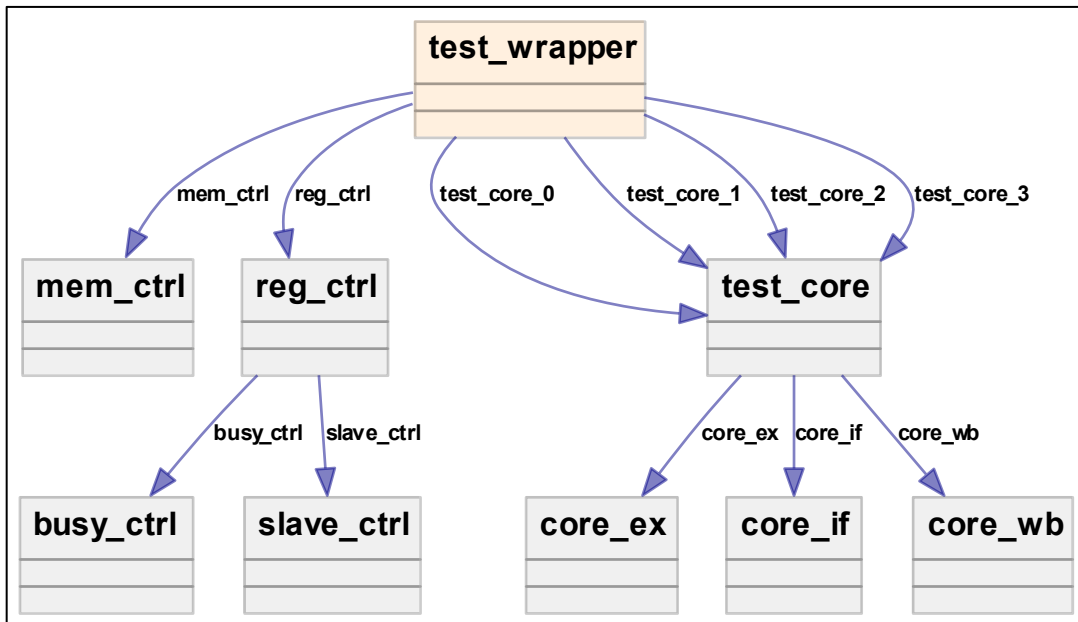 test_wrapper
mem_ctrl
reg_ctrl
test_core_0
test_core_1
test_core_2
test_core_3
mem_ctrl
reg_ctrl
test_core
busy_ctrl
slave_ctrl
core_ex
core_if
core_wb
busy_ctrl
slave_ctrl
core_ex
core_if
core_wb